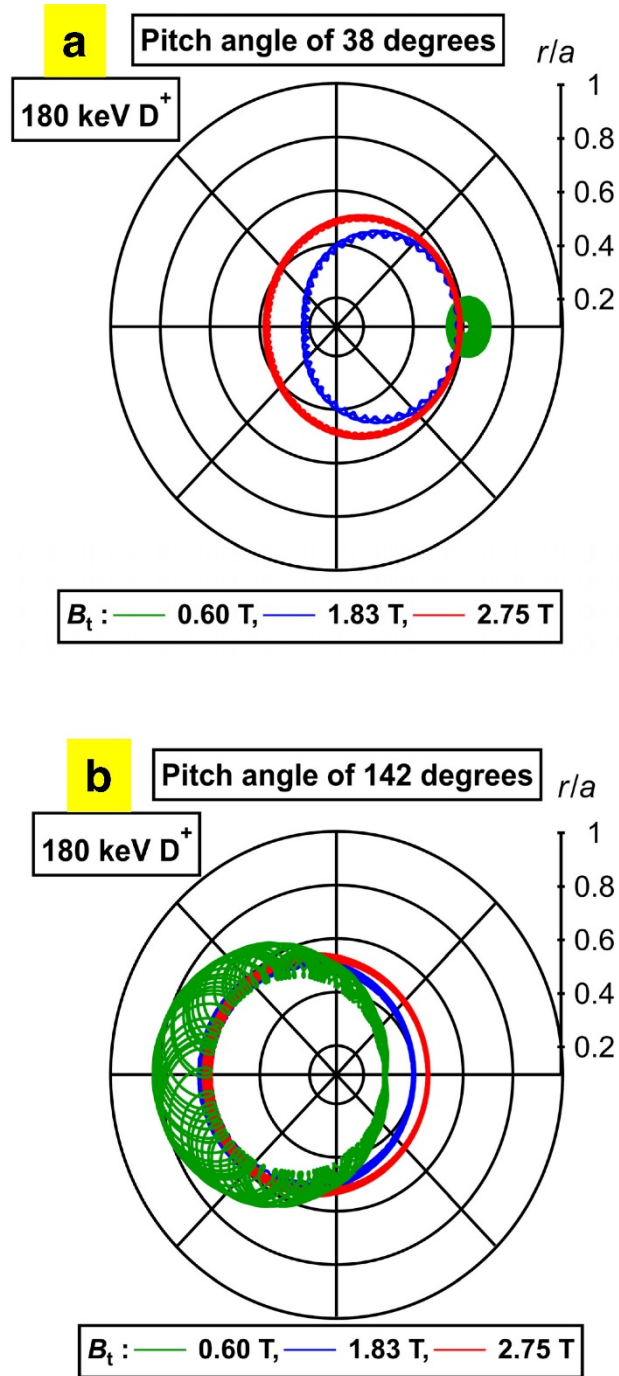 a
Pitch angle of 38 degrees
r/a
180 keV D⁺
1
0.8
0.6
0.4
0.2
Bₜ : 0.60 T, 1.83 T, 2.75 T
b
Pitch angle of 142 degrees
r/a
180 keV D⁺
1
0.8
0.6
0.4
0.2
Bₜ : 0.60 T, 1.83 T, 2.75 T